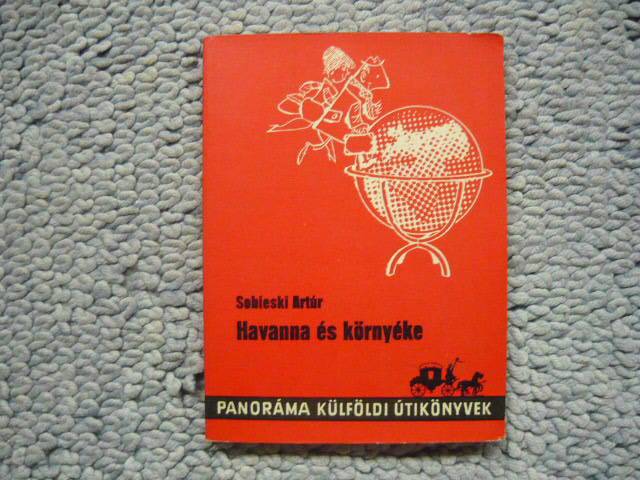 Sobieski Artúr
Havanna és környéke
PANORÁMA KÜLFÖLDI ÚTIKÖNYVEK